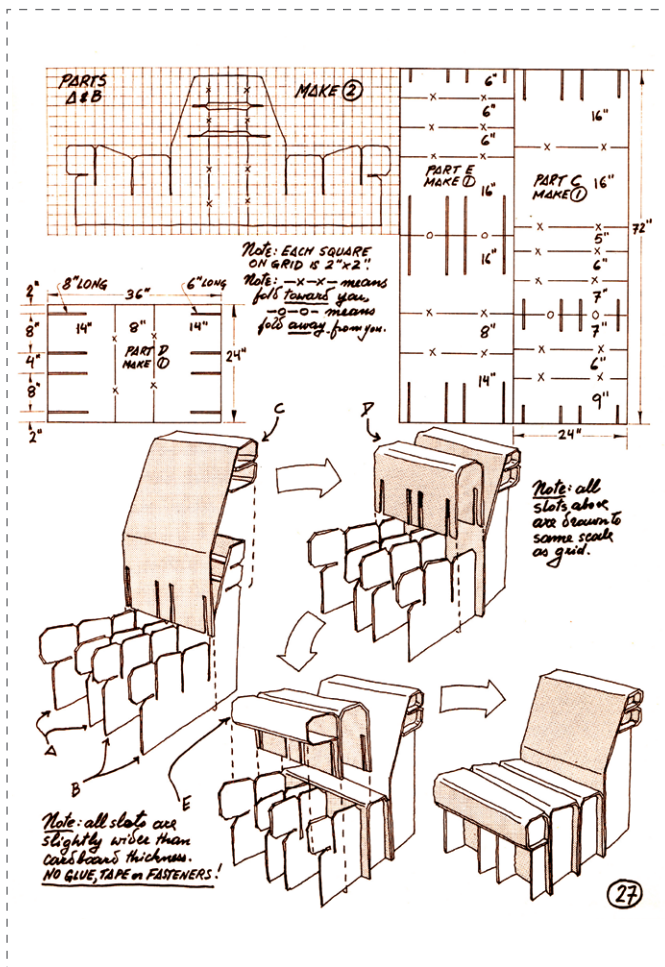 PARTS
A & B
MAKE ②
6"
6"
6"
PART E
MAKE ①
16"
16"
8"
14"
16"
PART C
MAKE ①
16"
5"
6"
7"
7"
6"
9"
72"
24"
Note: EACH SQUARE
ON GRID IS 2"x2".
Note: —x—x— means
fold toward you,
—o—o— means
fold away from you.
8" LONG
36"
6" LONG
2"
8"
4"
8"
2"
14"
8"
14"
PART D
MAKE ①
24"
C
D
Note: all
slots above
are drawn to
same scale
as grid.
A
B
E
Note: all slots are
slightly wider than
cardboard thickness.
NO GLUE, TAPE or FASTENERS!
27